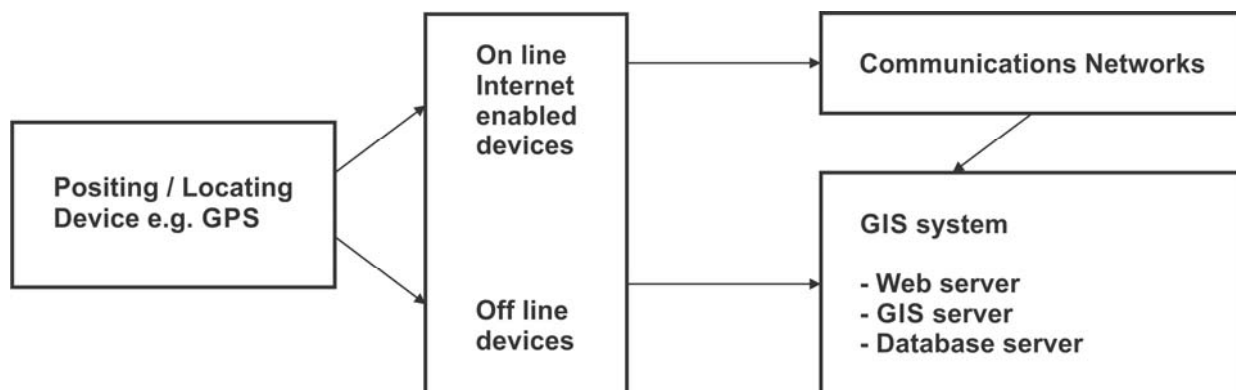 Positing / Locating
Device e.g. GPS
On line
Internet
enabled
devices
Off line
devices
Communications Networks
GIS system
- Web server
- GIS server
- Database server